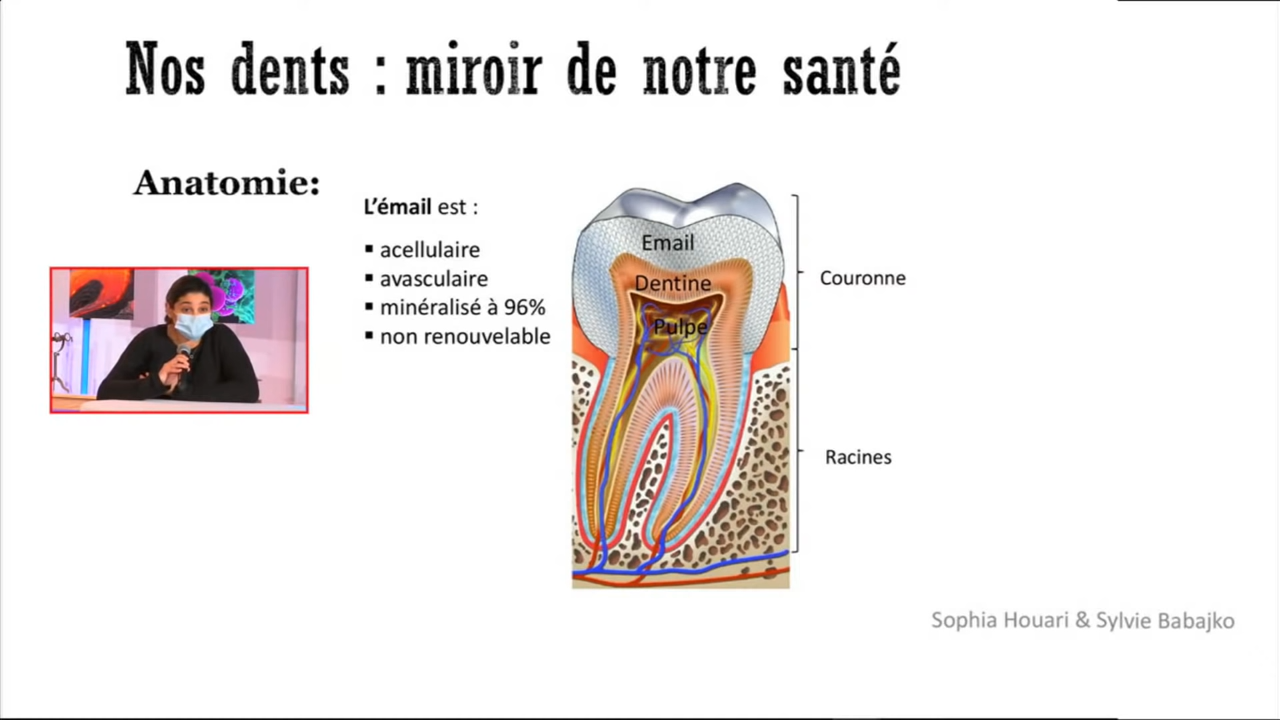 Nos dents : miroir de notre santé
Anatomie:
L'émail est :
▪ acellulaire
▪ avasculaire
▪ minéralisé à 96%
▪ non renouvelable
Email
Dentine
Pulpe
Couronne
Racines
Sophia Houari & Sylvie Babajko